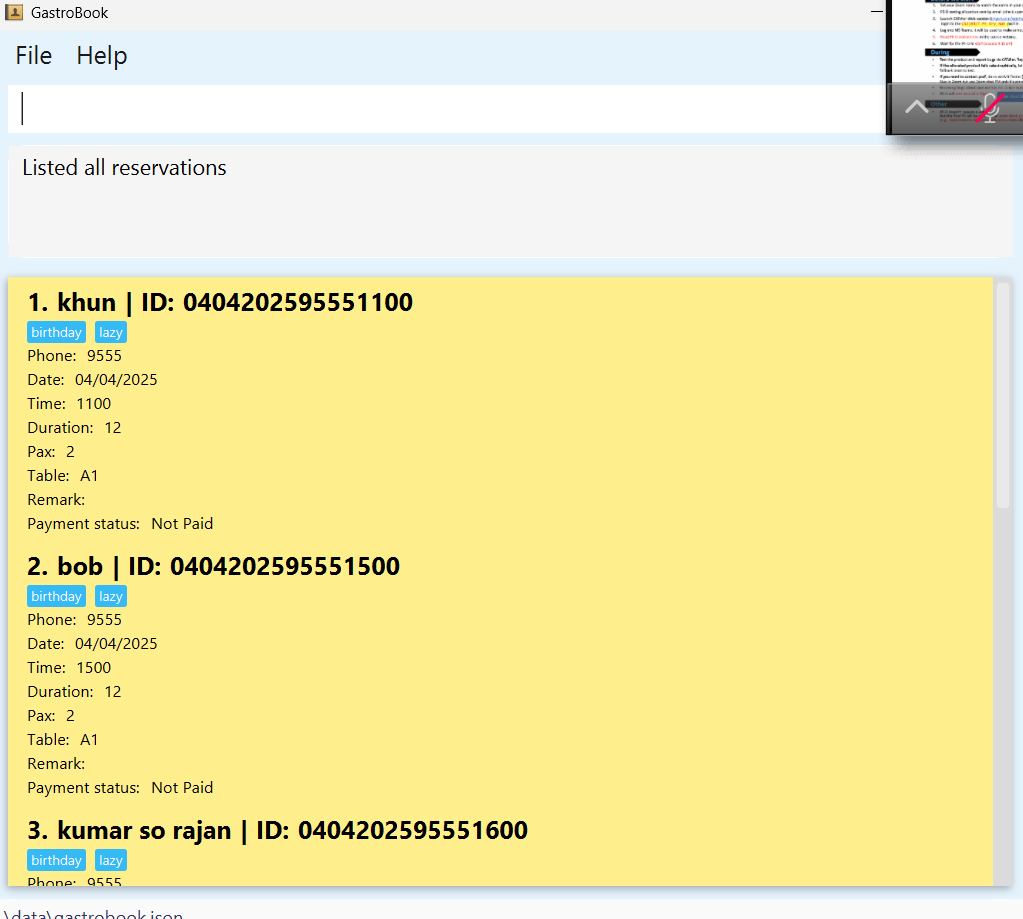 GastroBook
File Help
During
Other
Listed all reservations
1. khun | ID: 0404202595551100
birthday lazy
Phone: 9555
Date: 04/04/2025
Time: 1100
Duration: 12
Pax: 2
Table: A1
Remark:
Payment status: Not Paid
2. bob | ID: 0404202595551500
birthday lazy
Phone: 9555
Date: 04/04/2025
Time: 1500
Duration: 12
Pax: 2
Table: A1
Remark:
Payment status: Not Paid
3. kumar so rajan | ID: 0404202595551600
birthday lazy
Phone: 9555
\data\gastrobook.json